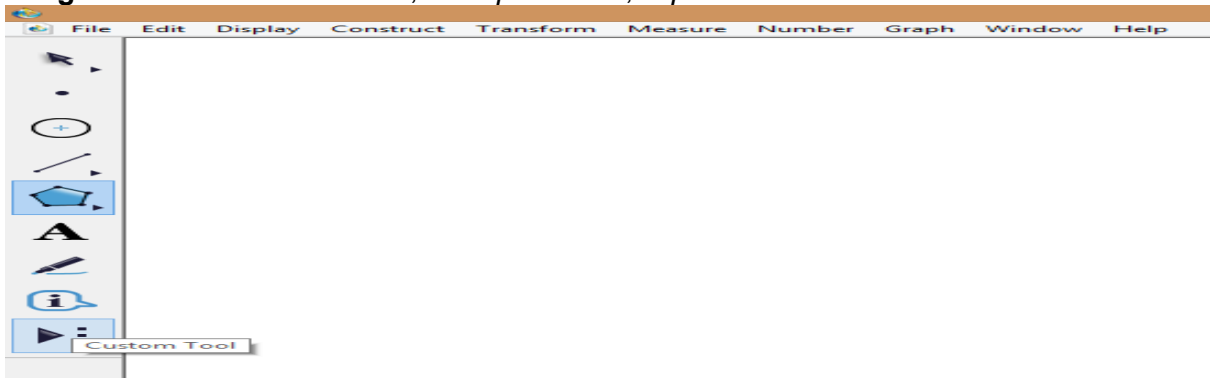 File Edit Display Construct Transform Measure Number Graph Window Help
A
i
Custom Tool